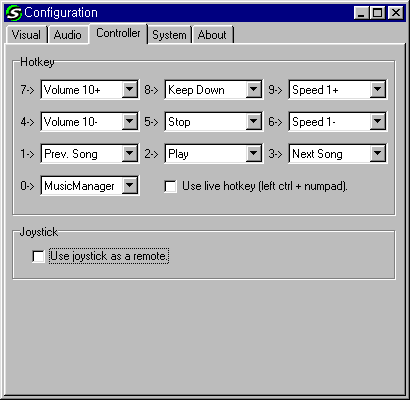 Configuration
Visual Audio Controller System About
Hotkey
7-> Volume 10+ 8-> Keep Down 9-> Speed 1+
4-> Volume 10- 5-> Stop 6-> Speed 1-
1-> Prev. Song 2-> Play 3-> Next Song
0-> MusicManager Use live hotkey (left ctrl + numpad).
Joystick
Use joystick as a remote.